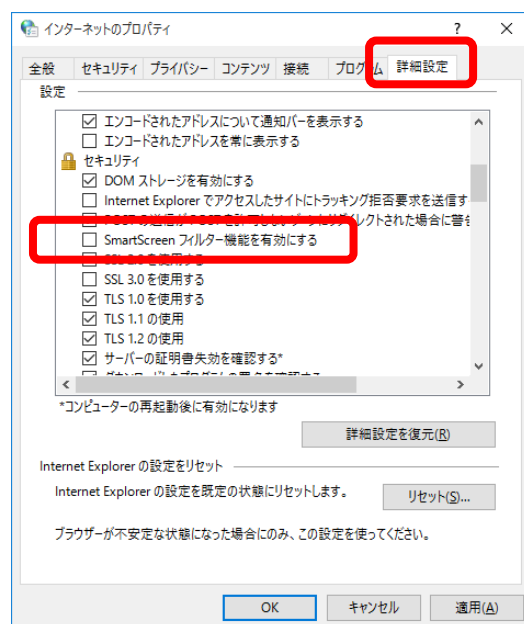 インターネットのプロパティ ? ×
全般 セキュリティ プライバシー コンテンツ 接続 プログラム 詳細設定
設定
エンコードされたアドレスについて通知バーを表示する
エンコードされたアドレスを常に表示する
セキュリティ
DOM ストレージを有効にする
Internet Explorer でアクセスしたサイトにトラッキング拒否要求を送信す
SmartScreen フィルター機能を有効にする
を使用する
SSL 3.0 を使用する
TLS 1.0 を使用する
TLS 1.1 の使用
TLS 1.2 の使用
サーバーの証明書失効を確認する*
*コンピューターの再起動後に有効になります
詳細設定を復元(R)
Internet Explorer の設定をリセット
Internet Explorer の設定を既定の状態にリセットします。
リセット(S)...
ブラウザーが不安定な状態になった場合にのみ、この設定を使ってください。
OK キャンセル 適用(A)